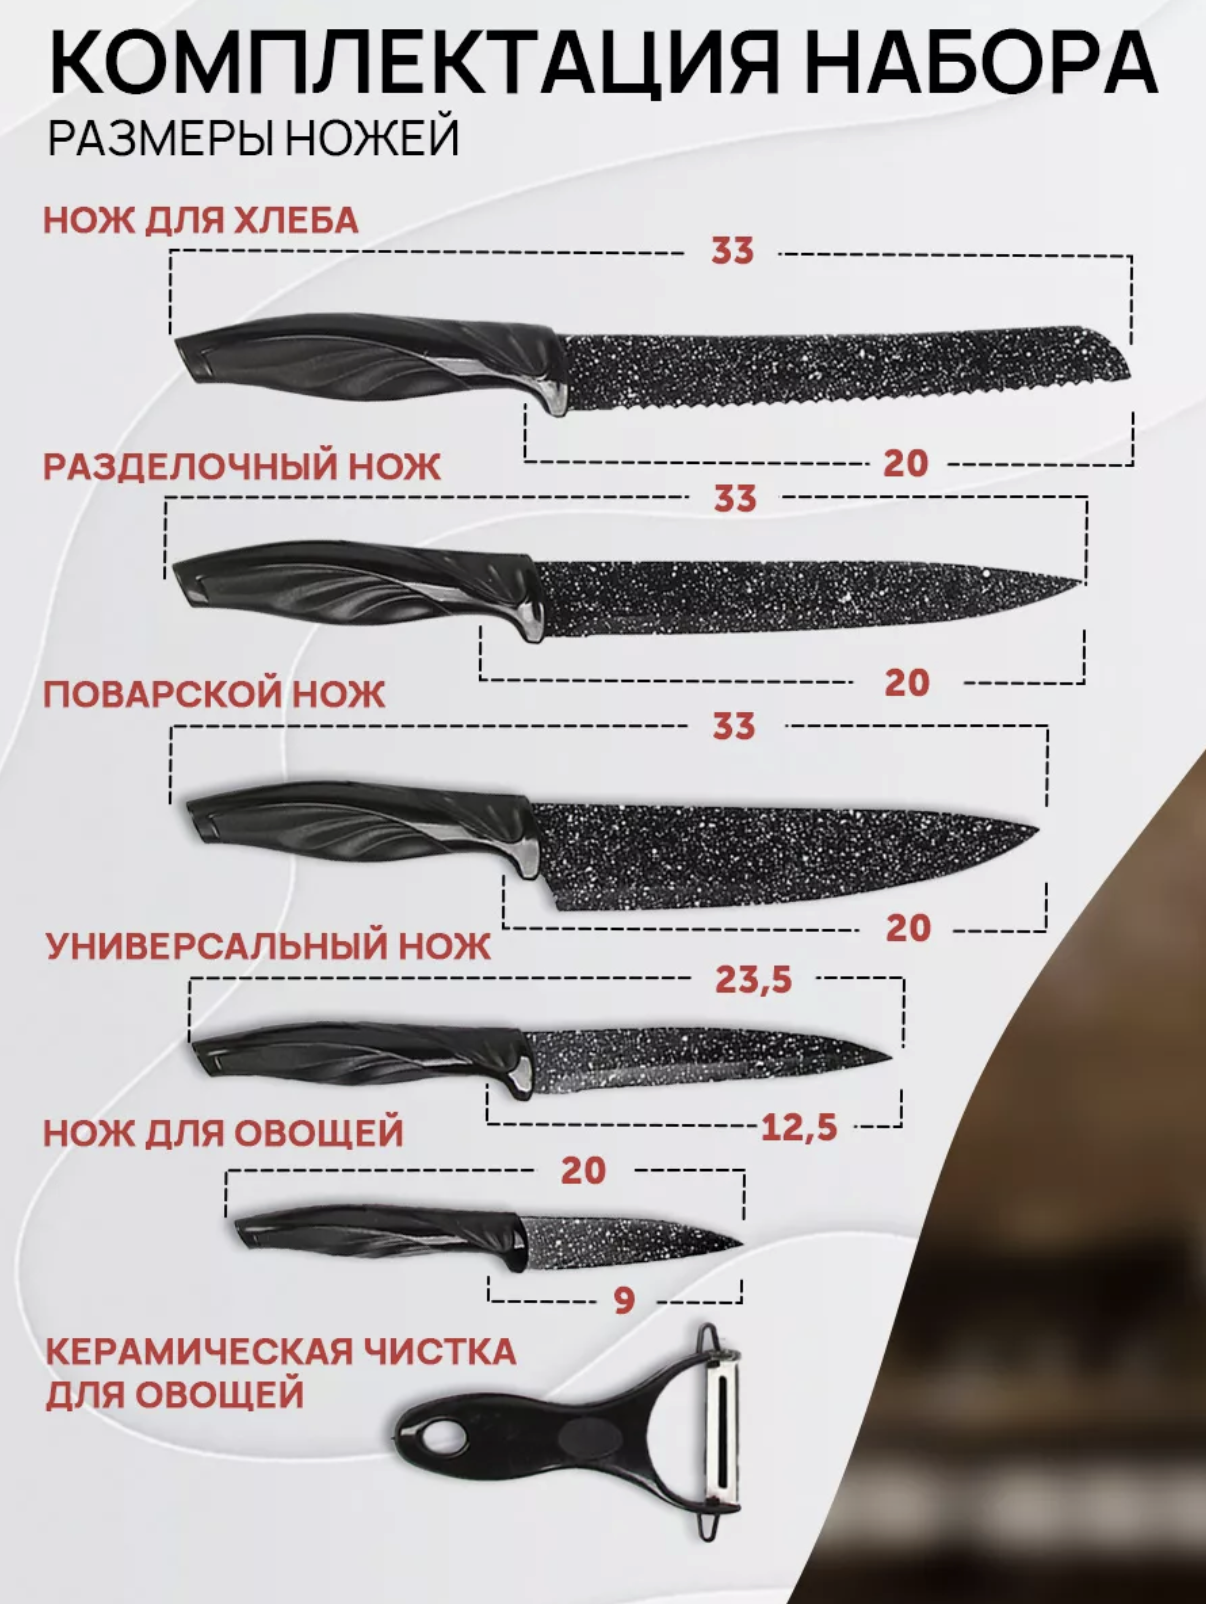 КОМПЛЕКТАЦИЯ НАБОРА
РАЗМЕРЫ НОЖЕЙ
НОЖ ДЛЯ ХЛЕБА
33
20
РАЗДЕЛОЧНЫЙ НОЖ
33
20
ПОВАРСКОЙ НОЖ
33
20
УНИВЕРСАЛЬНЫЙ НОЖ
23,5
12,5
НОЖ ДЛЯ ОВОЩЕЙ
20
9
КЕРАМИЧЕСКАЯ ЧИСТКА
ДЛЯ ОВОЩЕЙ